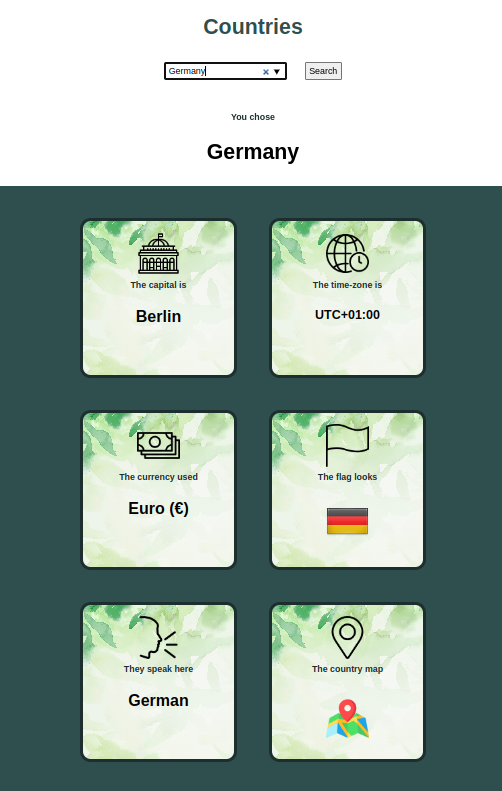 Countries
Germany
Search
You chose
Germany
The capital is
Berlin
The time-zone is
UTC+01:00
The currency used
Euro (€)
The flag looks
They speak here
German
The country map